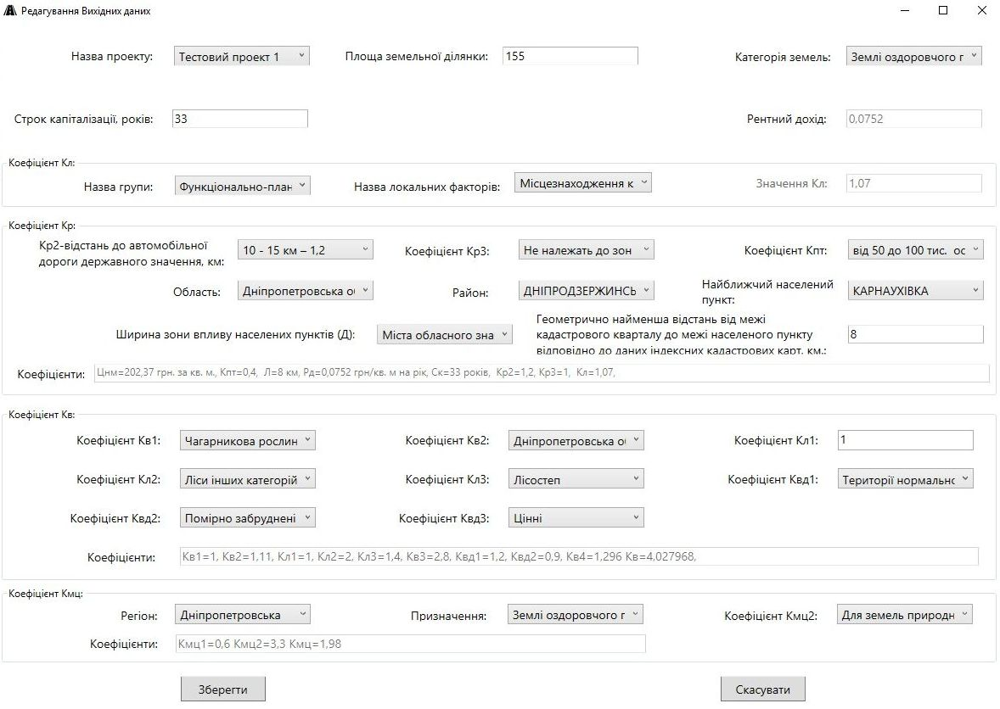 Редагування Вихідних даних
Назва проекту: Тестовий проект 1 Площа земельної ділянки: 155 Категорія земель: Землі оздоровчого г
Строк капіталізації, років: 33 Рентний дохід: 0,0752
Коефіцієнт Кл:
Назва групи: Функціонально-план Назва локальних факторів: Місцезнаходження к Значення Кл: 1,07
Коефіцієнт Кр:
Кр2-відстань до автомобільної
дороги державного значення, км: 10 - 15 км – 1,2 Коефіцієнт Кр3: Не належать до зон Коефіцієнт Кпт: від 50 до 100 тис. ос
Область: Дніпропетровська о Район: ДНІПРОДЗЕРЖИНСЬ Найближчий населений
пункт: КАРНАУХІВКА
Ширина зони впливу населених пунктів (Д): Міста обласного зна Геометрично найменша відстань від межі
кадастрового кварталу до межі населеного пункту
відповідно до даних індексних кадастрових карт, км.: 8
Коефіцієнти: Цнм=202,37 грн. за кв. м., Кпт=0,4, Л=8 км, Рд=0,0752 грн/кв. м на рік, Ск=33 років, Кр2=1,2, Кр3=1, Кл=1,07,
Коефіцієнт Кв:
Коефіцієнт Кв1: Чагарникова рослин Коефіцієнт Кв2: Дніпропетровська о Коефіцієнт Кл1: 1
Коефіцієнт Кл2: Ліси інших категорій Коефіцієнт Кл3: Лісостеп Коефіцієнт Квд1: Території нормально
Коефіцієнт Квд2: Помірно забруднені Коефіцієнт Квд3: Цінні
Коефіцієнти: Кв1=1, Кв2=1,11, Кл1=1, Кл2=2, Кл3=1,4, Кв3=2,8, Квд1=1,2, Квд2=0,9, Кв4=1,296 Кв=4,027968,
Коефіцієнт Кмц:
Регіон: Дніпропетровська Призначення: Землі оздоровчого г Коефіцієнт Кмц2: Для земель природн
Коефіцієнти: Кмц1=0,6 Кмц2=3,3 Кмц=1,98
Зберегти Скасувати